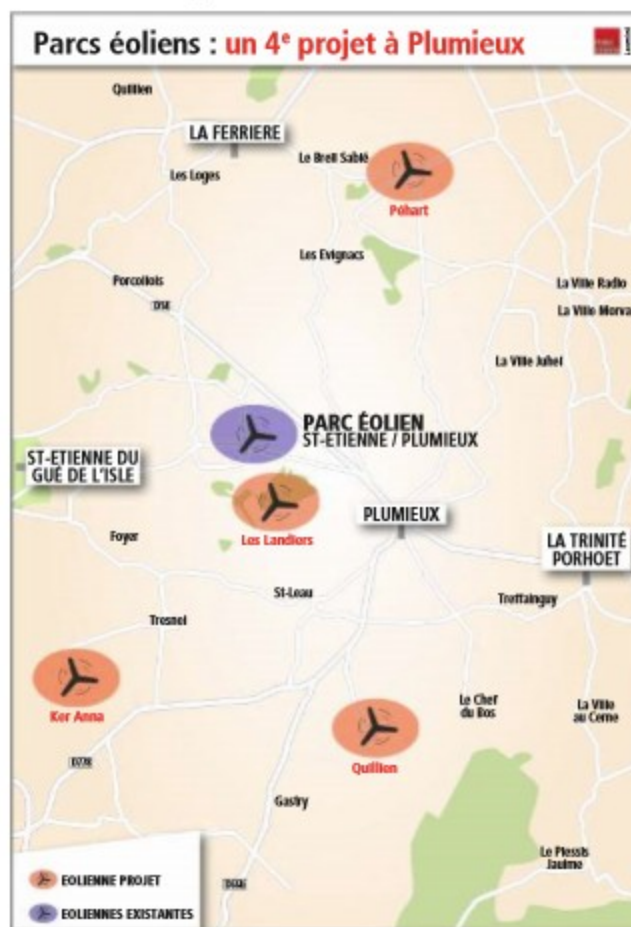 Parcs éoliens : un 4e projet à Plumieux
Quillien
LA FERRIERE
Le Breil Sablé
Les Loges
Péhart
Les Evignacs
Porcollois
La Ville Radio
La Ville Morva
La Ville Juhel
PARC ÉOLIEN
ST-ETIENNE / PLUMIEUX
ST-ETIENNE DU
GUÉ DE L'ISLE
PLUMIEUX
Foyer
Les Landiers
LA TRINITÉ
PORHOET
St-Leau
Treffainguy
Tresnel
Ker Anna
Le Chef
du Bos
La Ville
au Cerne
Quillien
D778
Gastry
Le Plessis
Jaulme
EOLIENNE PROJET
EOLIENNES EXISTANTES